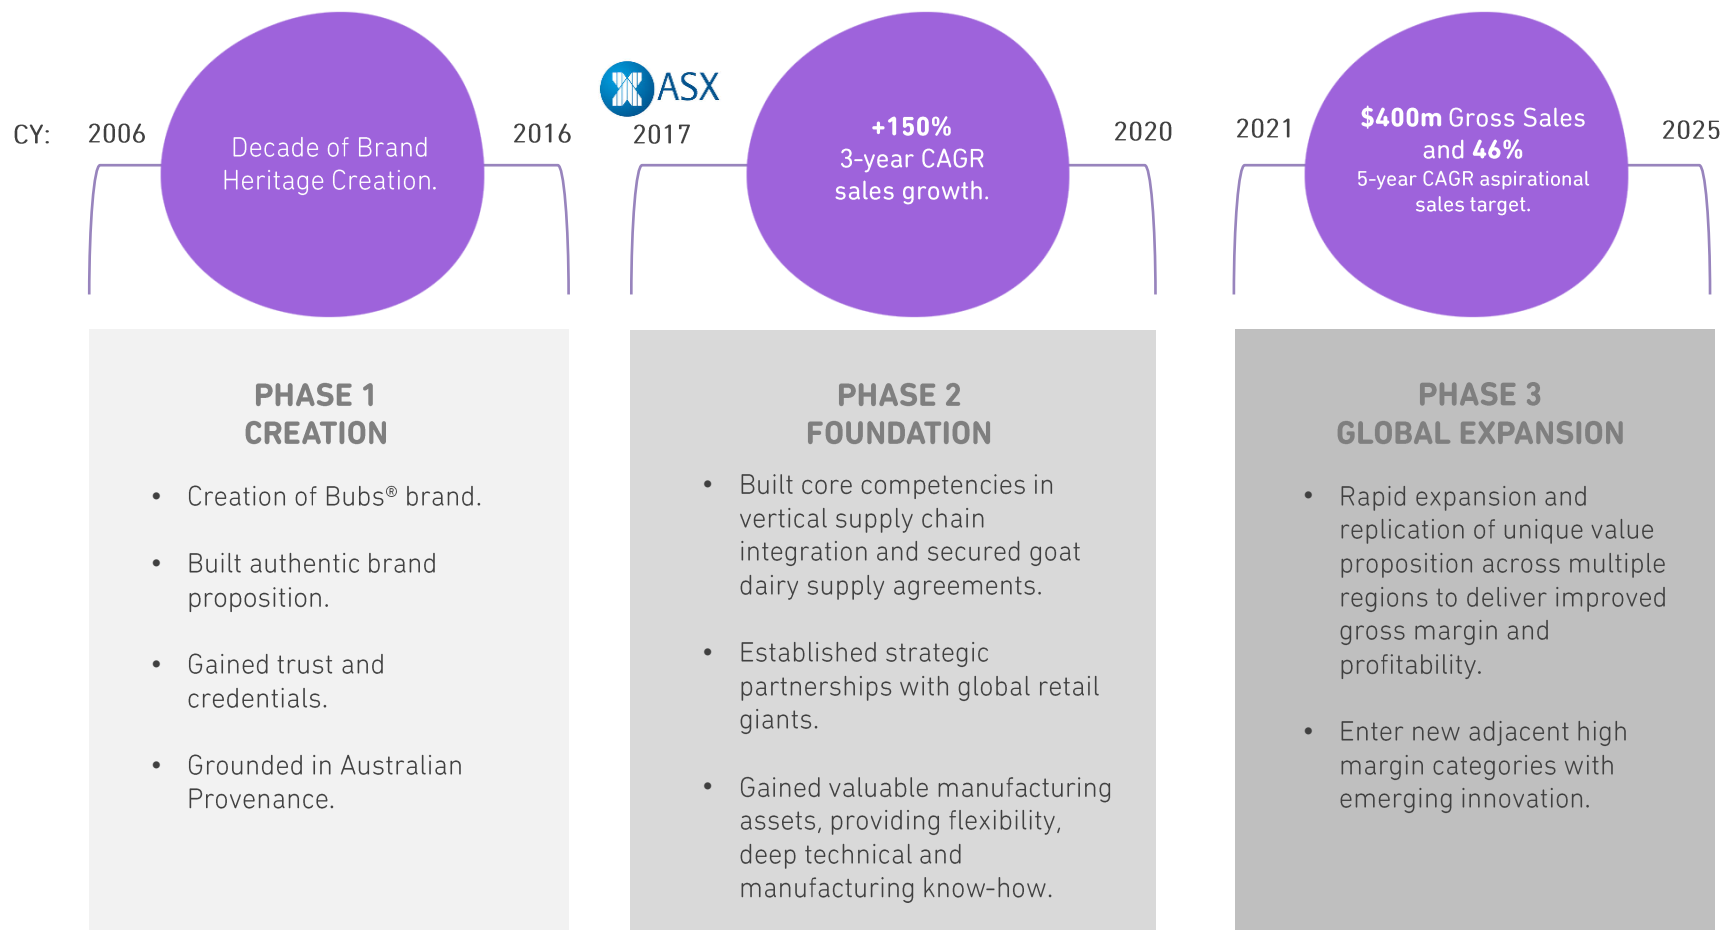 CY:
2006
Decade of Brand
Heritage Creation.
2016
ASX
2017
+150%
3-year CAGR
sales growth.
2020
2021
$400m Gross Sales
and 46%
5-year CAGR aspirational
sales target.
2025
PHASE 1
CREATION
• Creation of Bubs® brand.
• Built authentic brand
proposition.
• Gained trust and
credentials.
• Grounded in Australian
Provenance.
PHASE 2
FOUNDATION
• Built core competencies in
vertical supply chain
integration and secured goat
dairy supply agreements.
• Established strategic
partnerships with global retail
giants.
• Gained valuable manufacturing
assets, providing flexibility,
deep technical and
manufacturing know-how.
PHASE 3
GLOBAL EXPANSION
• Rapid expansion and
replication of unique value
proposition across multiple
regions to deliver improved
gross margin and
profitability.
• Enter new adjacent high
margin categories with
emerging innovation.